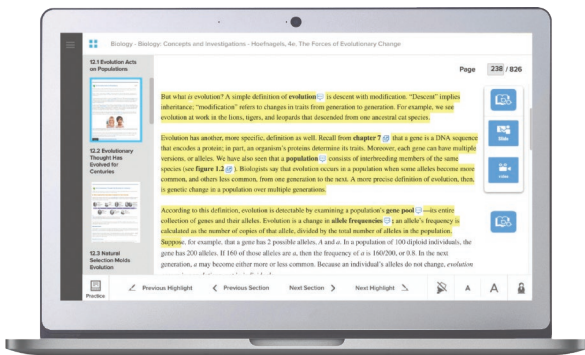 Biology - Biology: Concepts and Investigations - Hoefnagels, 4e, The Forces of Evolutionary Change
12.1 Evolution Acts
on Populations
12.2 Evolutionary
Thought Has
Evolved for
Centuries
12.3 Natural
Selection Molds
Evolution
Page 238 / 826
But what is evolution? A simple definition of evolution is descent with modification. "Descent" implies
inheritance; "modification" refers to changes in traits from generation to generation. For example, we see
evolution at work in the lions, tigers, and leopards that descended from one ancestral cat species.
Evolution has another, more specific, definition as well. Recall from chapter 7 that a gene is a DNA sequence
that encodes a protein; in part, an organism's proteins determine its traits. Moreover, each gene can have multiple
versions, or alleles. We have also seen that a population consists of interbreeding members of the same
species (see figure 1.2). Biologists say that evolution occurs in a population when some alleles become more
common, and others less common, from one generation to the next. A more precise definition of evolution, then,
is genetic change in a population over multiple generations.
According to this definition, evolution is detectable by examining a population's gene pool —its entire
collection of genes and their alleles. Evolution is a change in allele frequencies ; an allele's frequency is
calculated as the number of copies of that allele, divided by the total number of alleles in the population.
Suppose, for example, that a gene has 2 possible alleles, A and a. In a population of 100 diploid individuals, the
gene has 200 alleles. If 160 of those alleles are a, then the frequency of a is 160/200, or 0.8. In the next
generation, a may become either more or less common. Because an individual's alleles do not change, evolution
Slide
Video
Practice
Previous Highlight
Previous Section
Next Section
Next Highlight
A
A